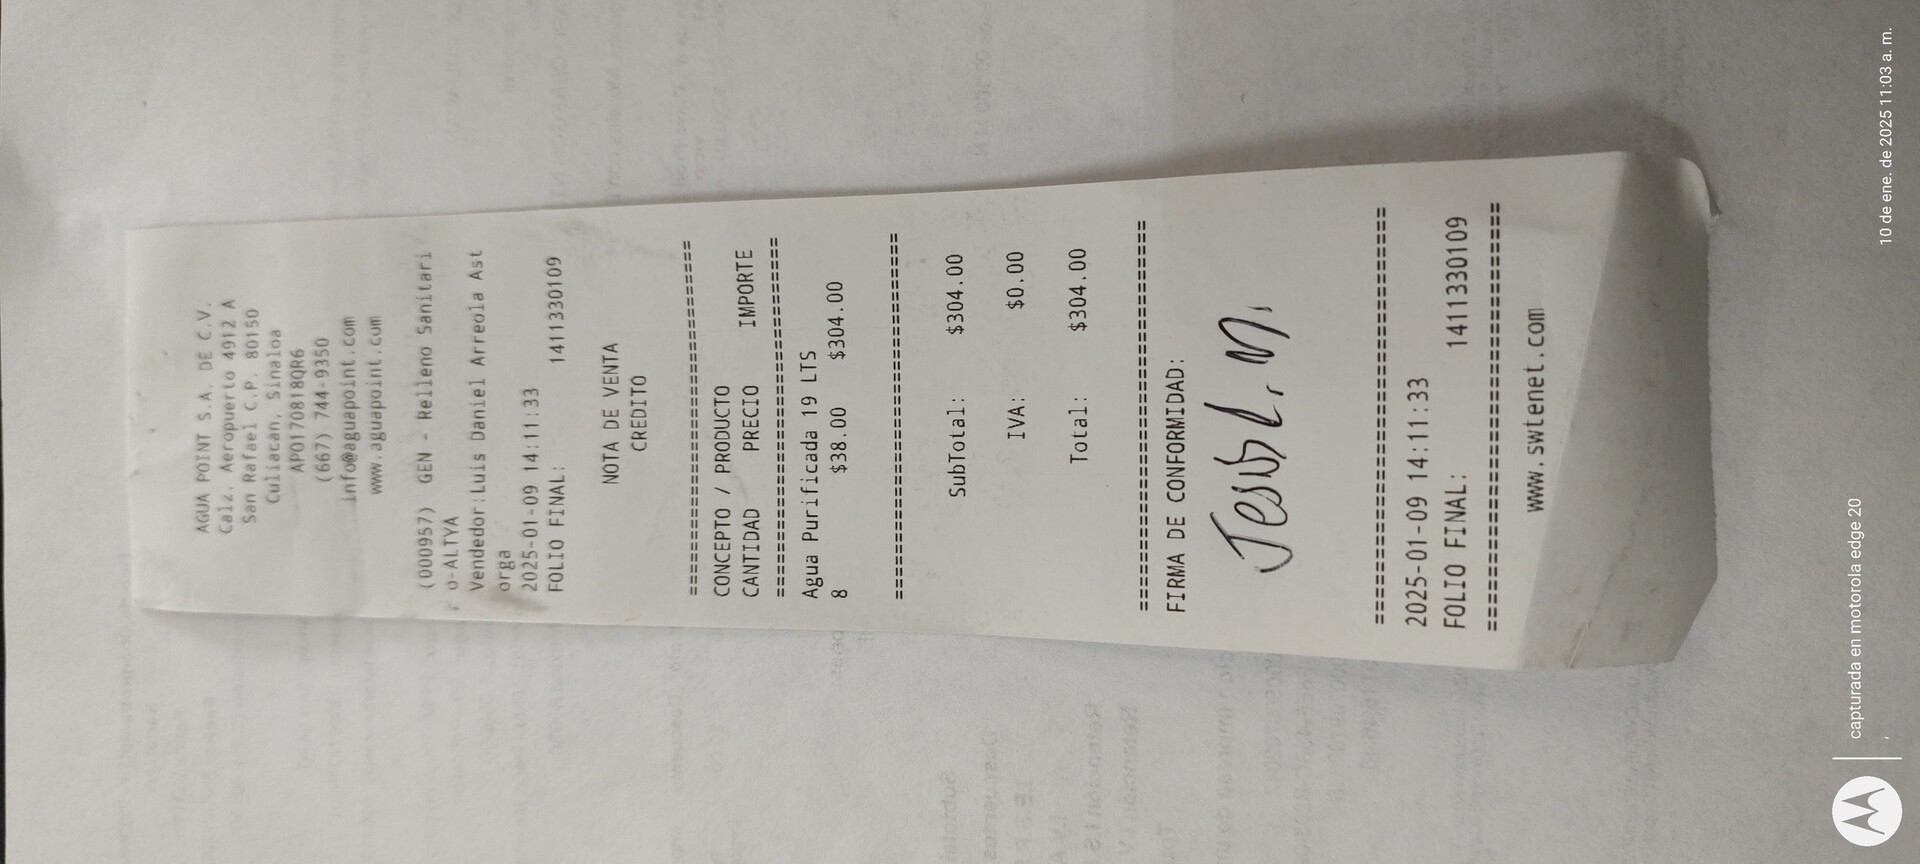 AGUA POINT S.A. DE C.V.
Calz. Aeropuerto 4912 A
San Rafael C.P. 80150
Culiacan, Sinaloa
APO170818QR6
(667) 744-9350
info@aguapoint.com
www.aguapoint.com
(000957) GEN - Relleno Sanitari
o-ALTYA
Vendedor:Luis Daniel Arreola Ast
orga
2025-01-09 14:11:33
FOLIO FINAL: 1411330109
NOTA DE VENTA
CREDITO
================================
CONCEPTO / PRODUCTO
CANTIDAD PRECIO IMPORTE
================================
Agua Purificada 19 LTS
8 $38.00 $304.00
================================
SubTotal: $304.00
IVA: $0.00
Total: $304.00
================================
FIRMA DE CONFORMIDAD:
================================
2025-01-09 14:11:33
FOLIO FINAL: 1411330109
================================
www.swtenet.com
capturada en motorola edge 20
10 de ene. de 2025 11:03 a. m.